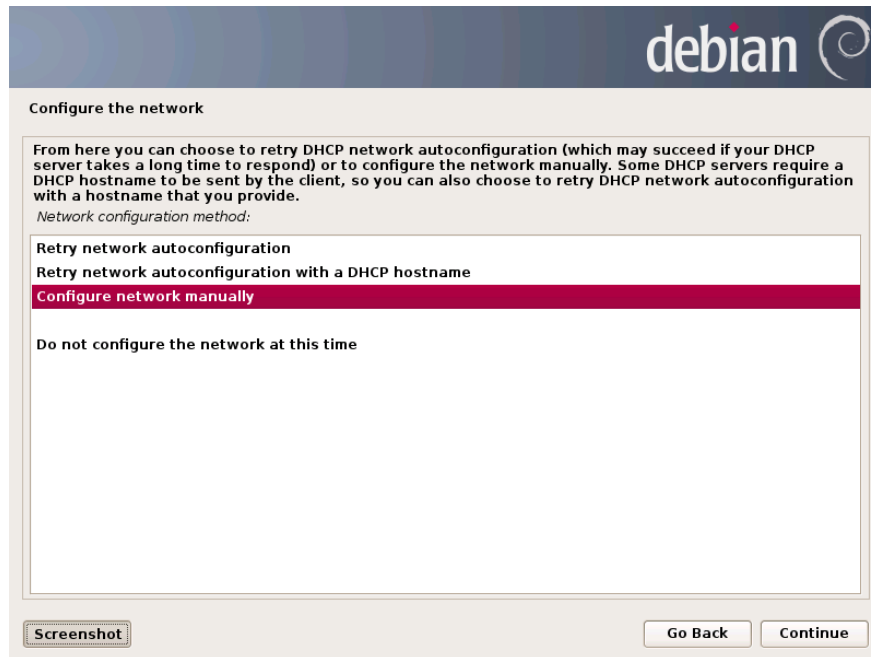 debian
Configure the network
From here you can choose to retry DHCP network autoconfiguration (which may succeed if your DHCP
server takes a long time to respond) or to configure the network manually. Some DHCP servers require a
DHCP hostname to be sent by the client, so you can also choose to retry DHCP network autoconfiguration
with a hostname that you provide.
Network configuration method:
Retry network autoconfiguration
Retry network autoconfiguration with a DHCP hostname
Configure network manually
Do not configure the network at this time
Screenshot
Go Back
Continue